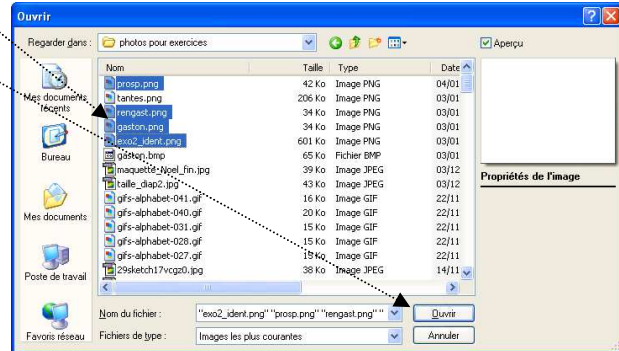 Ouvrir
Regarder dans : photos pour exercices
Aperçu
Nom Taille Type Date
prosp.png 42 Ko Image PNG 04/01
tantes.png 206 Ko Image PNG 03/01
rengast.png 34 Ko Image PNG 03/01
gaston.png 34 Ko Image PNG 03/01
exo2_ident.png 601 Ko Image PNG 03/01
gaston.bmp 65 Ko Fichier BMP 03/01
maquette-Noel_fin.jpg 39 Ko Image JPEG 03/12
taille_diap2.jpg 43 Ko Image JPEG 03/12
gifs-alphabet-041.gif 16 Ko Image GIF 22/11
gifs-alphabet-040.gif 20 Ko Image GIF 22/11
gifs-alphabet-031.gif 15 Ko Image GIF 22/11
gifs-alphabet-028.gif 15 Ko Image GIF 22/11
gifs-alphabet-027.gif 15 Ko Image GIF 22/11
29sketch17vcgz0.jpg 38 Ko Image JPEG 14/11
Mes documents
récents
Bureau
Mes documents
Poste de travail
Favoris réseau
Propriétés de l'image
Nom du fichier : "exo2_ident.png" "prosp.png" "rengast.png" " Ouvrir
Fichiers de type : Images les plus courantes Annuler